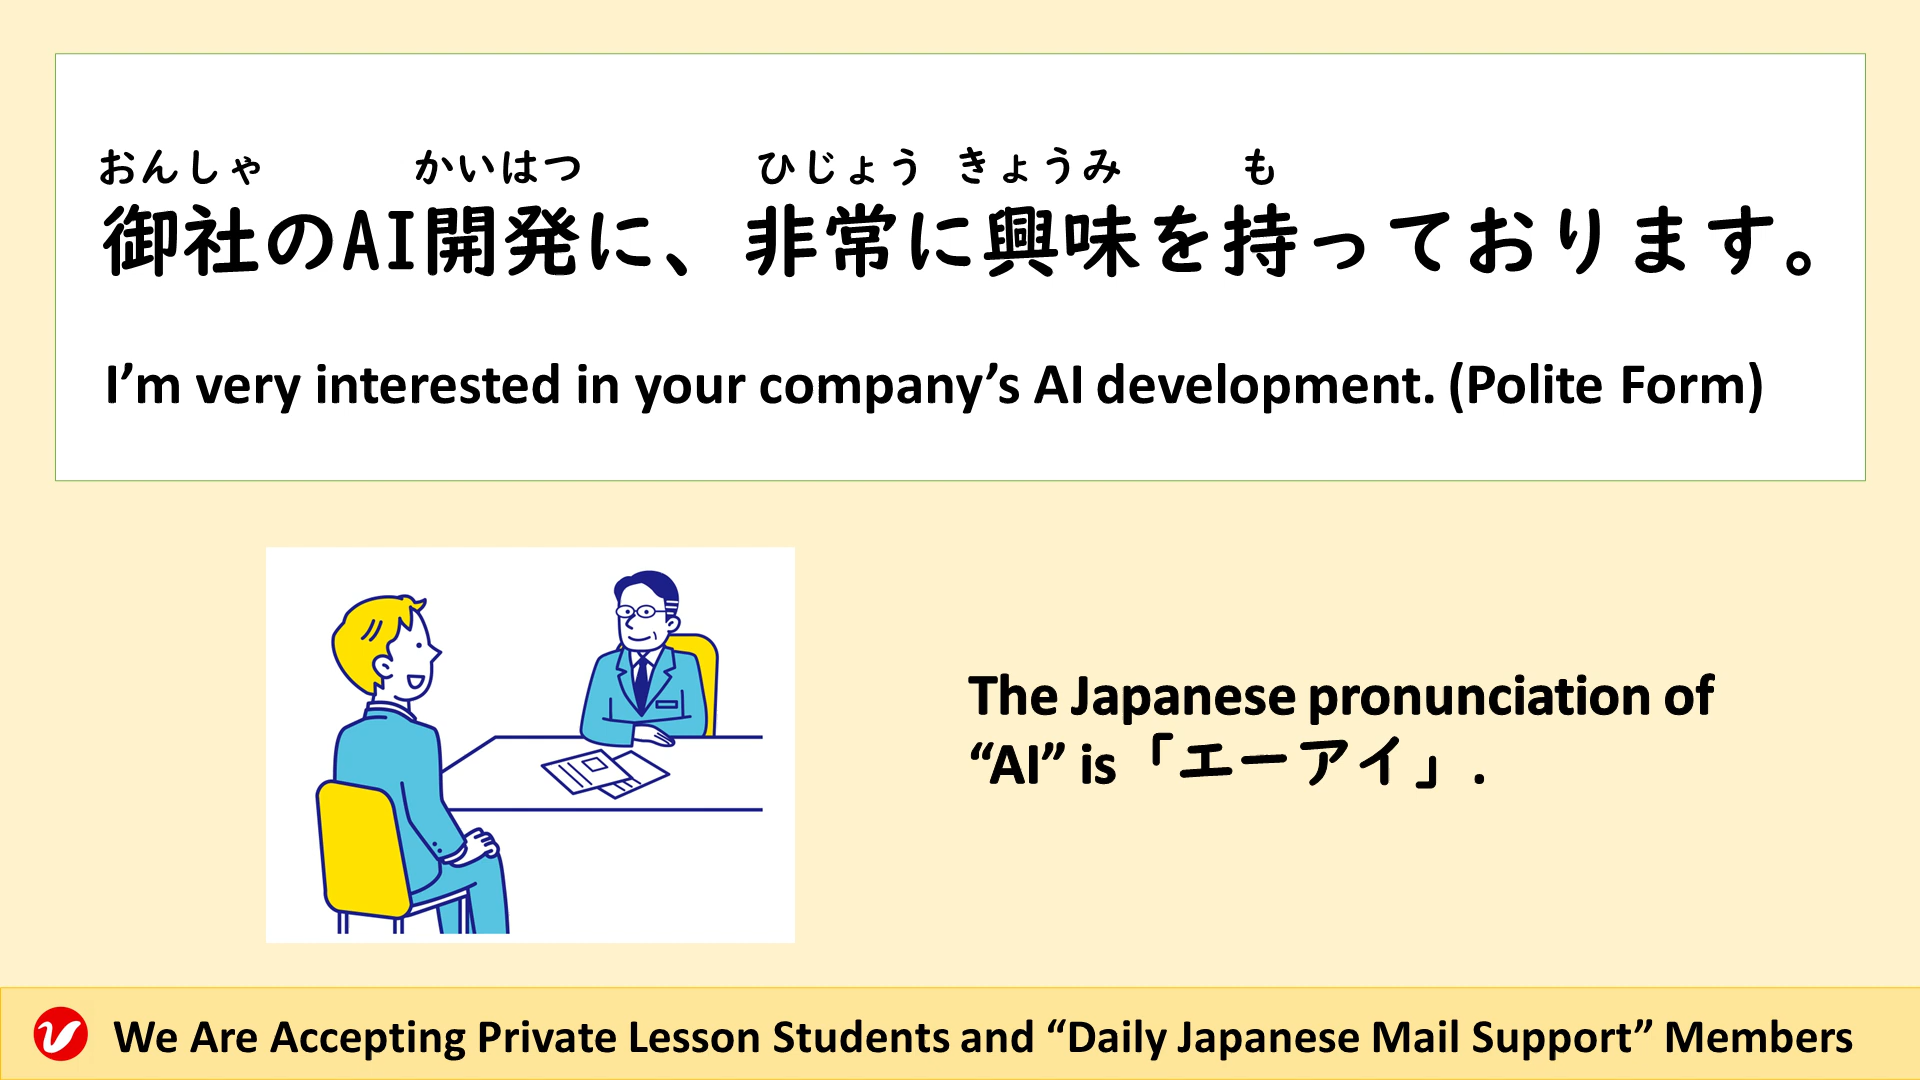 おんしゃ かいはつ ひじょう きょうみ も
御社のAI開発に、非常に興味を持っております。
I’m very interested in your company’s AI development. (Polite Form)
The Japanese pronunciation of
“AI” is「エーアイ」.
We Are Accepting Private Lesson Students and “Daily Japanese Mail Support” Members